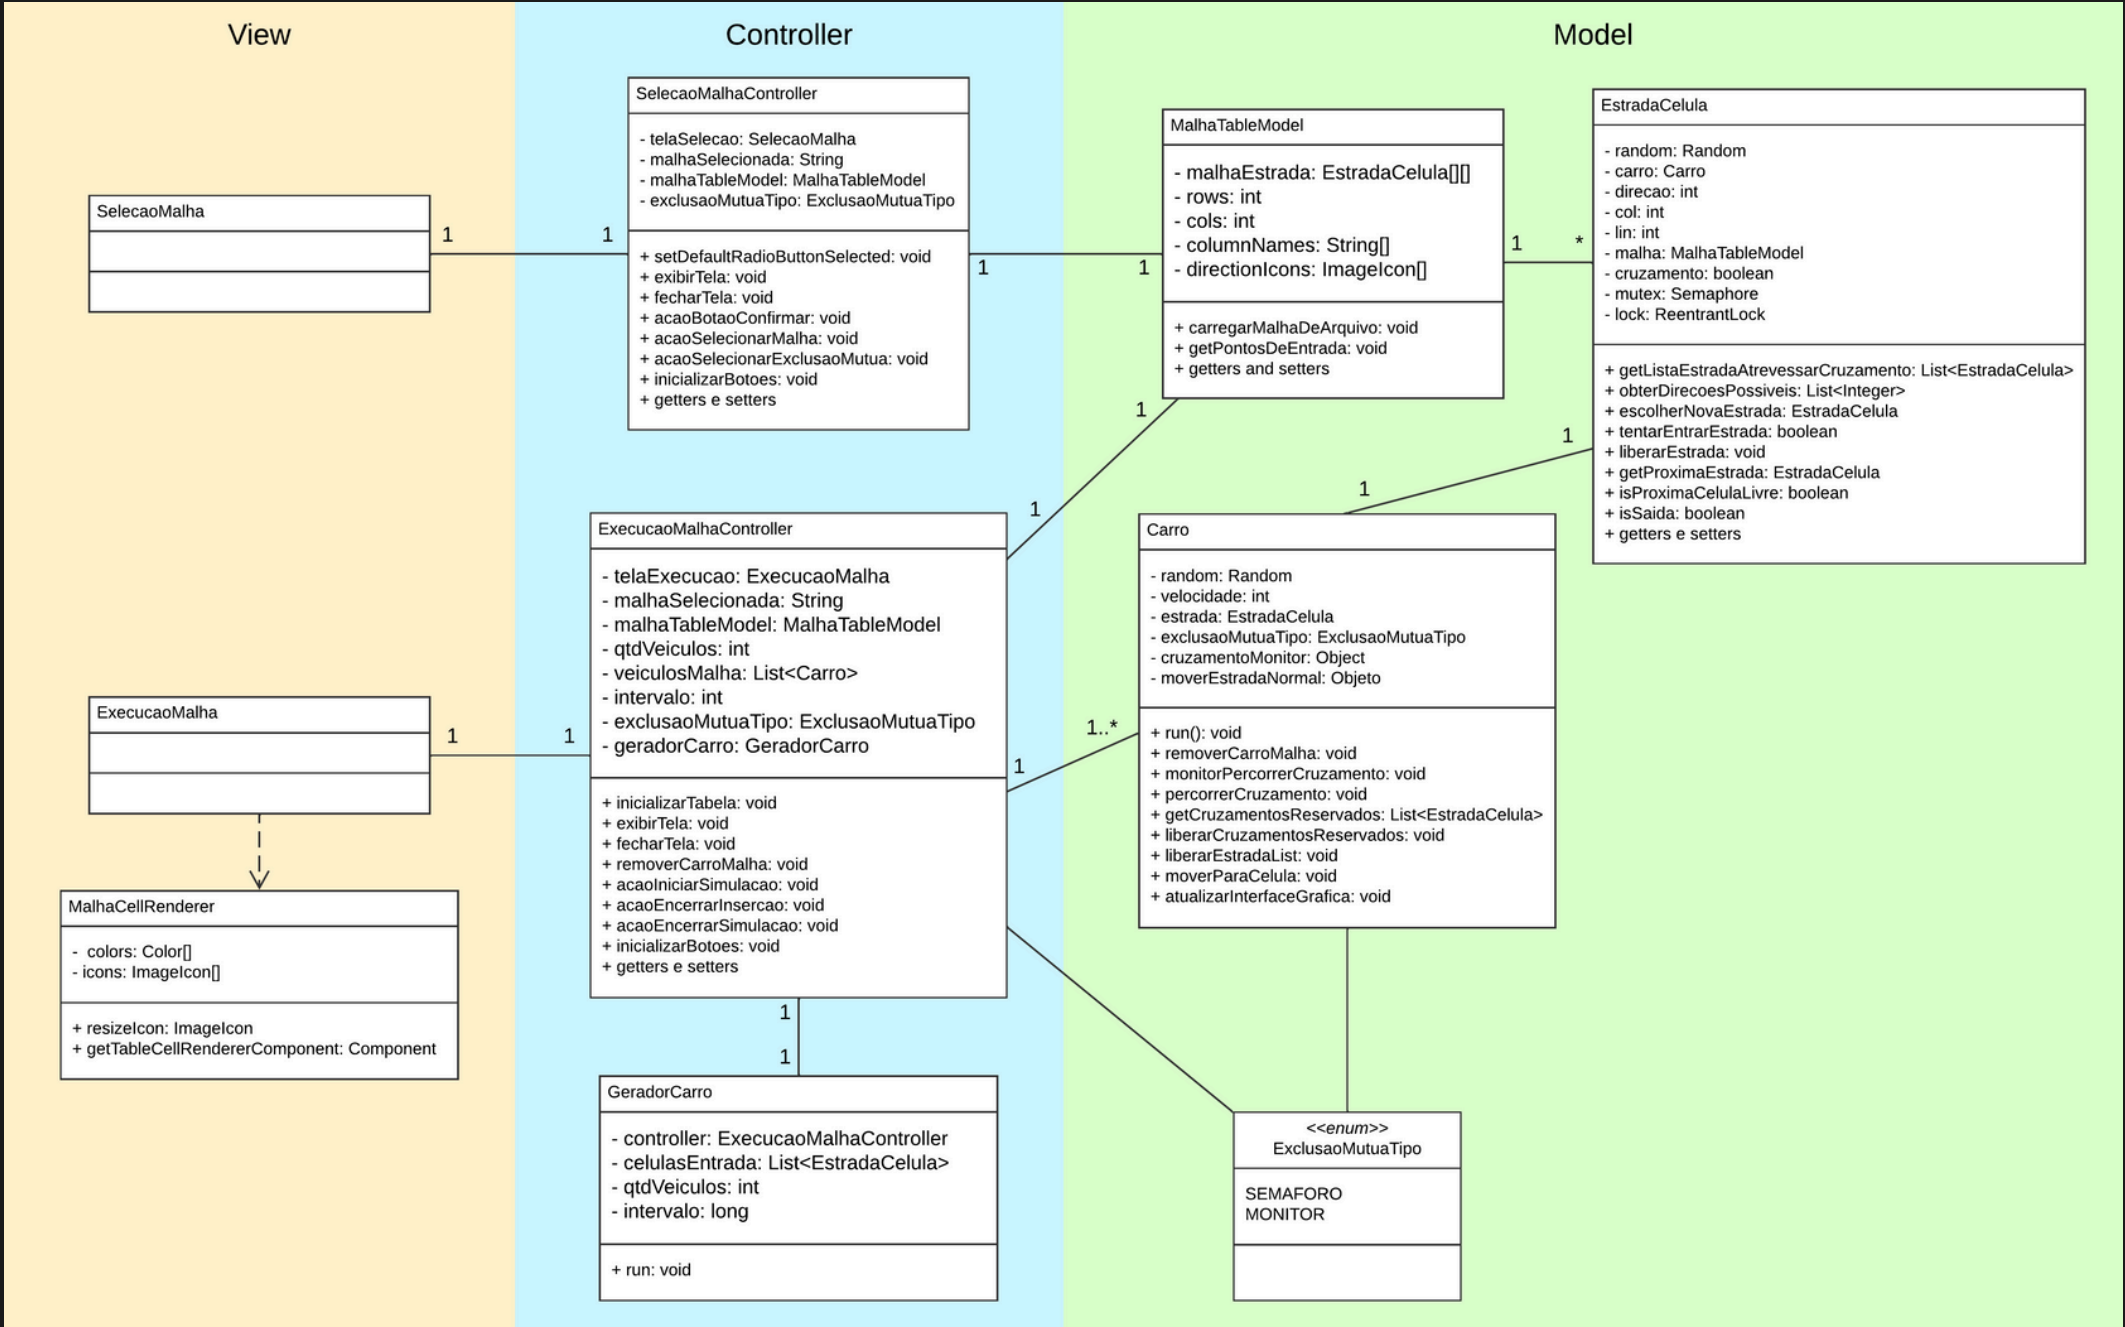 View
Controller
Model
SelecaoMalha
1
1
SelecaoMalhaController
- telaSelecao: SelecaoMalha
- malhaSelecionada: String
- malhaTableModel: MalhaTableModel
- exclusaoMutuaTipo: ExclusaoMutuaTipo
+ setDefaultRadioButtonSelected: void
+ exibirTela: void
+ fecharTela: void
+ acaoBotaoConfirmar: void
+ acaoSelecionarMalha: void
+ acaoSelecionarExclusaoMutua: void
+ inicializarBotoes: void
+ getters e setters
1
1
MalhaTableModel
- malhaEstrada: EstradaCelula[][]
- rows: int
- cols: int
- columnNames: String[]
- directionIcons: ImageIcon[]
+ carregarMalhaDeArquivo: void
+ getPontosDeEntrada: void
+ getters and setters
1
*
EstradaCelula
- random: Random
- carro: Carro
- direcao: int
- col: int
- lin: int
- malha: MalhaTableModel
- cruzamento: boolean
- mutex: Semaphore
- lock: ReentrantLock
+ getListaEstradaAtrevessarCruzamento: List<EstradaCelula>
+ obterDirecoesPossiveis: List<Integer>
+ escolherNovaEstrada: EstradaCelula
+ tentarEntrarEstrada: boolean
+ liberarEstrada: void
+ getProximaEstrada: EstradaCelula
+ isProximaCelulaLivre: boolean
+ isSaida: boolean
+ getters e setters
1
1
1
1
ExecucaoMalha
1
1
ExecucaoMalhaController
- telaExecucao: ExecucaoMalha
- malhaSelecionada: String
- malhaTableModel: MalhaTableModel
- qtdVeiculos: int
- veiculosMalha: List<Carro>
- intervalo: int
- exclusaoMutuaTipo: ExclusaoMutuaTipo
- geradorCarro: GeradorCarro
+ inicializarTabela: void
+ exibirTela: void
+ fecharTela: void
+ removerCarroMalha: void
+ acaoIniciarSimulacao: void
+ acaoEncerrarInsercao: void
+ acaoEncerrarSimulacao: void
+ inicializarBotoes: void
+ getters e setters
1
1..*
Carro
- random: Random
- velocidade: int
- estrada: EstradaCelula
- exclusaoMutuaTipo: ExclusaoMutuaTipo
- cruzamentoMonitor: Object
- moverEstradaNormal: Objeto
+ run(): void
+ removerCarroMalha: void
+ monitorPercorrerCruzamento: void
+ percorrerCruzamento: void
+ getCruzamentosReservados: List<EstradaCelula>
+ liberarCruzamentosReservados: void
+ liberarEstradaList: void
+ moverParaCelula: void
+ atualizarInterfaceGrafica: void
MalhaCellRenderer
- colors: Color[]
- icons: ImageIcon[]
+ resizeIcon: ImageIcon
+ getTableCellRendererComponent: Component
1
1
GeradorCarro
- controller: ExecucaoMalhaController
- celulasEntrada: List<EstradaCelula>
- qtdVeiculos: int
- intervalo: long
+ run: void
<<enum>>
ExclusaoMutuaTipo
SEMAFORO
MONITOR